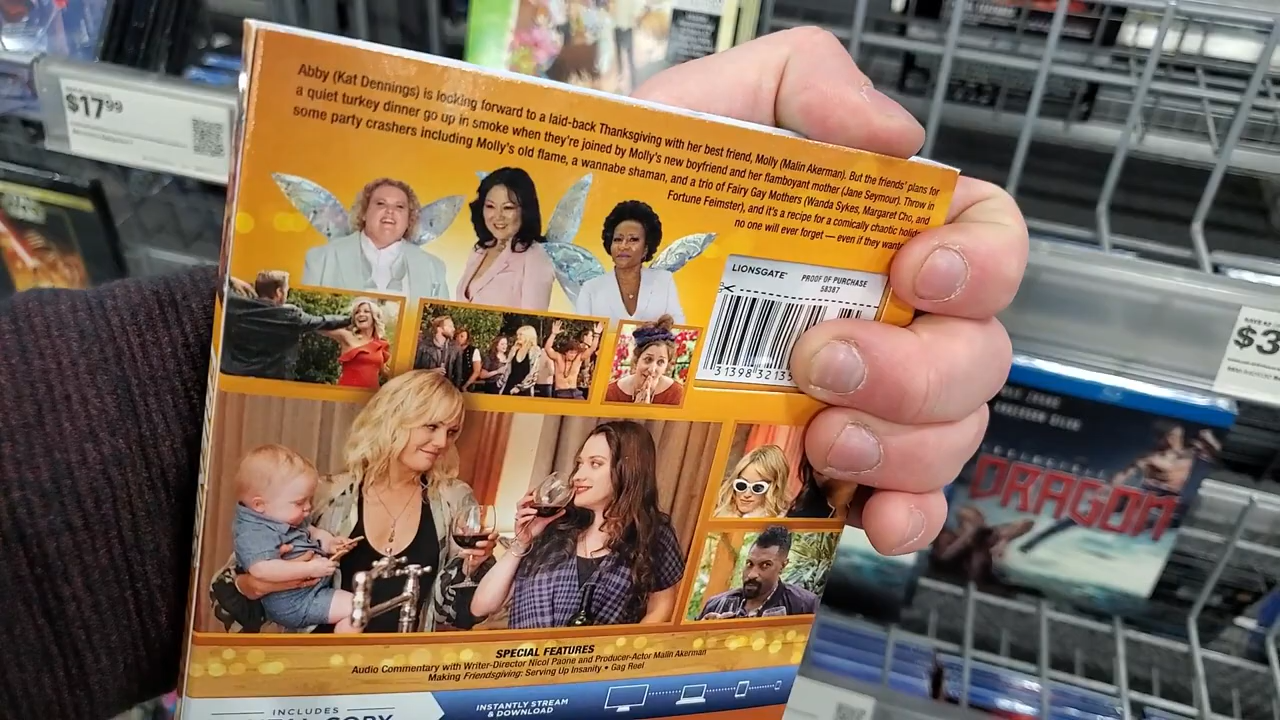 $17.99
Abby (Kat Dennings) is looking forward to a laid-back Thanksgiving with her best friend, Molly (Malin Akerman). But the friends' plans for
a quiet turkey dinner go up in smoke when they're joined by Molly's new boyfriend and her flamboyant mother (Jane Seymour). Throw in
some party crashers including Molly's old flame, a wannabe shaman, and a trio of Fairy Gay Mothers (Wanda Sykes, Margaret Cho, and
Fortune Feimster), and it's a recipe for a comically chaotic
no one will ever forget — even if they
LIONSGATE
PROOF OF PURCHASE
58387
31398 3213
$3
DRAGON
SPECIAL FEATURES
Audio Commentary with Writer-Director Nicol Paone and Producer-Actor Malin Akerman
Making Friendsgiving: Serving Up Insanity • Gag Reel
INCLUDES
COPY
INSTANTLY STREAM
& DOWNLOAD